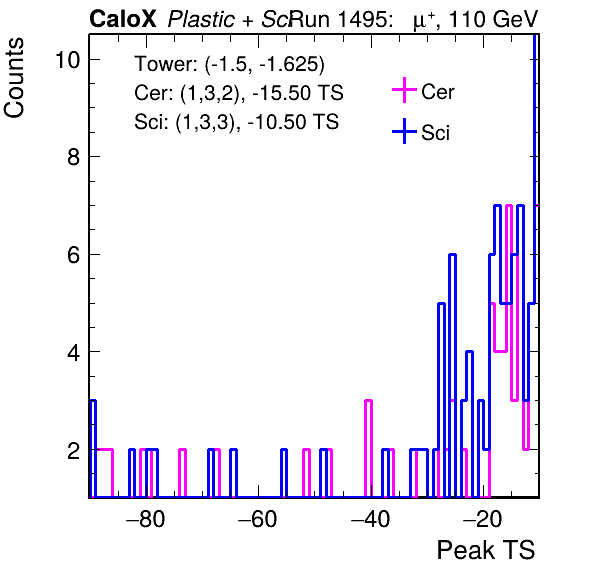 CaloX Plastic + Sci Run 1495: μ⁺, 110 GeV
Counts
Tower: (-1.5, -1.625)
Cer: (1,3,2), -15.50 TS
Sci: (1,3,3), -10.50 TS
Cer
Sci
10
8
6
4
2
−80 −60 −40 −20
Peak TS